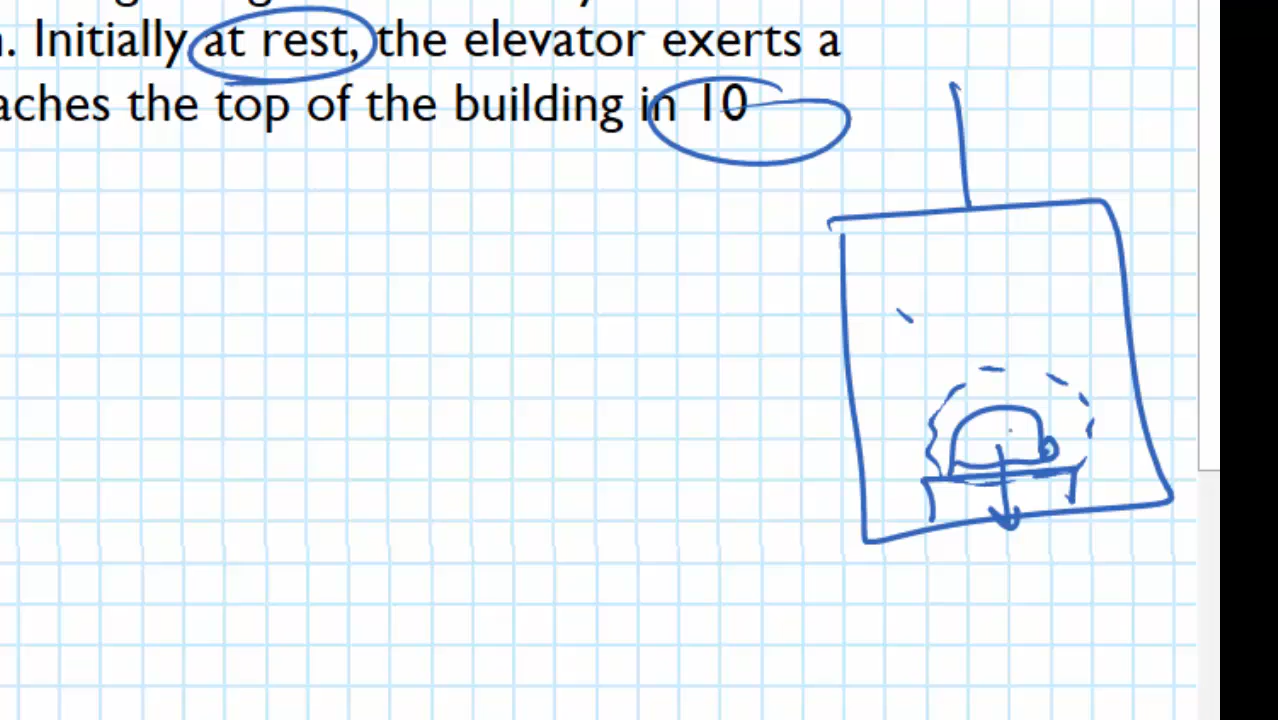 n. Initially at rest, the elevator exerts a
aches the top of the building in 10